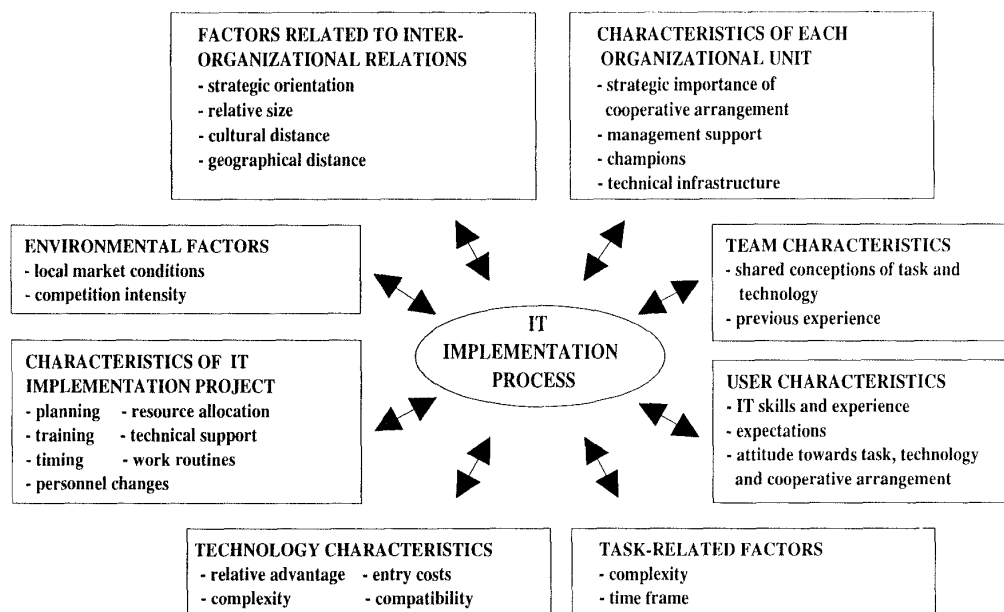 FACTORS RELATED TO INTER-
ORGANIZATIONAL RELATIONS
- strategic orientation
- relative size
- cultural distance
- geographical distance
CHARACTERISTICS OF EACH
ORGANIZATIONAL UNIT
- strategic importance of
cooperative arrangement
- management support
- champions
- technical infrastructure
ENVIRONMENTAL FACTORS
- local market conditions
- competition intensity
TEAM CHARACTERISTICS
- shared conceptions of task and
technology
- previous experience
IT
IMPLEMENTATION
PROCESS
CHARACTERISTICS OF IT
IMPLEMENTATION PROJECT
- planning - resource allocation
- training - technical support
- timing - work routines
- personnel changes
USER CHARACTERISTICS
- IT skills and experience
- expectations
- attitude towards task, technology
and cooperative arrangement
TECHNOLOGY CHARACTERISTICS
- relative advantage - entry costs
- complexity - compatibility
TASK-RELATED FACTORS
- complexity
- time frame